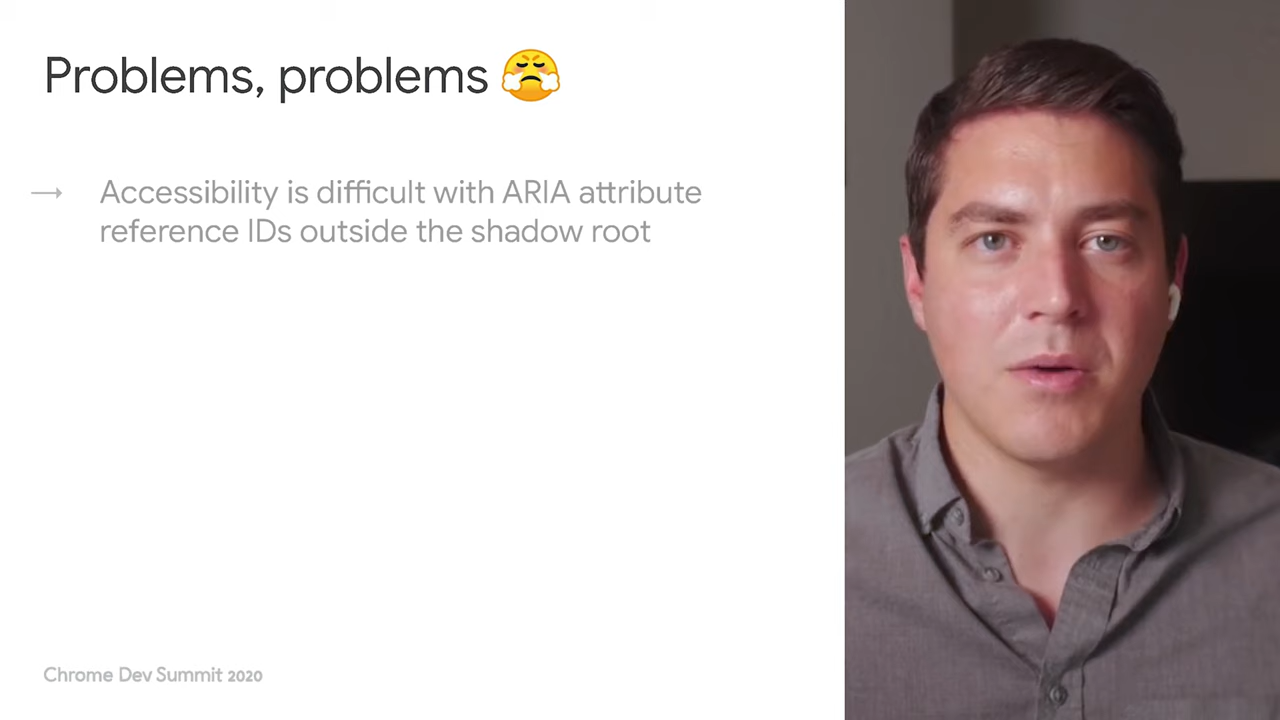 Problems, problems 😤
→ Accessibility is difficult with ARIA attribute
reference IDs outside the shadow root
Chrome Dev Summit 2020